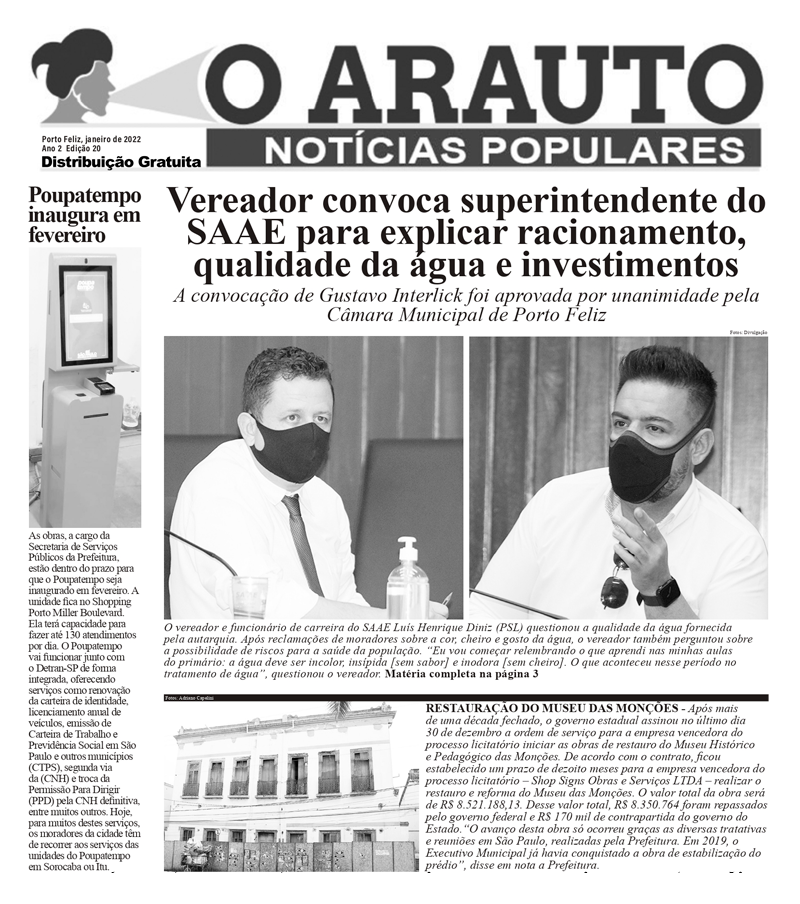 O ARAUTO
NOTÍCIAS POPULARES
Porto Feliz, janeiro de 2022
Ano 2 Edição 20
Distribuição Gratuita
Poupatempo
inaugura em
fevereiro
As obras, a cargo da
Secretaria de Serviços
Públicos da Prefeitura,
estão dentro do prazo para
que o Poupatempo seja
inaugurado em fevereiro. A
unidade fica no Shopping
Porto Miller Boulevard.
Ela terá capacidade para
fazer até 130 atendimentos
por dia. O Poupatempo
vai funcionar junto com
o Detran-SP de forma
integrada, oferecendo
serviços como renovação
da carteira de identidade,
licenciamento anual de
veículos, emissão de
Carteira de Trabalho e
Previdência Social em São
Paulo e outros municípios
(CTPS), segunda via
da (CNH) e troca da
Permissão Para Dirigir
(PPD) pela CNH definitiva,
entre muitos outros. Hoje,
para muitos destes serviços,
os moradores da cidade têm
de recorrer aos serviços das
unidades do Poupatempo
em Sorocaba ou Itu.
Vereador convoca superintendente do
SAAE para explicar racionamento,
qualidade da água e investimentos
A convocação de Gustavo Interlick foi aprovada por unanimidade pela
Câmara Municipal de Porto Feliz
Fotos: Divulgação
O vereador e funcionário de carreira do SAAE Luís Henrique Diniz (PSL) questionou a qualidade da água fornecida
pela autarquia. Após reclamações de moradores sobre a cor, cheiro e gosto da água, o vereador também perguntou sobre
a possibilidade de riscos para a saúde da população. “Eu vou começar relembrando o que aprendi nas minhas aulas
do primário: a água deve ser incolor, insípida [sem sabor] e inodora [sem cheiro]. O que aconteceu nesse período no
tratamento de água”, questionou o vereador. Matéria completa na página 3
Fotos: Adriano Capelini
RESTAURAÇÃO DO MUSEU DAS MONÇÕES - Após mais
de uma década fechado, o governo estadual assinou no último dia
30 de dezembro a ordem de serviço para a empresa vencedora do
processo licitatório iniciar as obras de restauro do Museu Histórico
e Pedagógico das Monções. De acordo com o contrato, ficou
estabelecido um prazo de dezoito meses para a empresa vencedora do
processo licitatório – Shop Signs Obras e Serviços LTDA – realizar o
restauro e reforma do Museu das Monções. O valor total da obra será
de R$ 8.521.188,13. Desse valor total, R$ 8.350.764 foram repassados
pelo governo federal e R$ 170 mil de contrapartida do governo do
Estado.“O avanço desta obra só ocorreu graças as diversas tratativas
e reuniões em São Paulo, realizadas pela Prefeitura. Em 2019, o
Executivo Municipal já havia conquistado a obra de estabilização do
prédio”, disse em nota a Prefeitura.